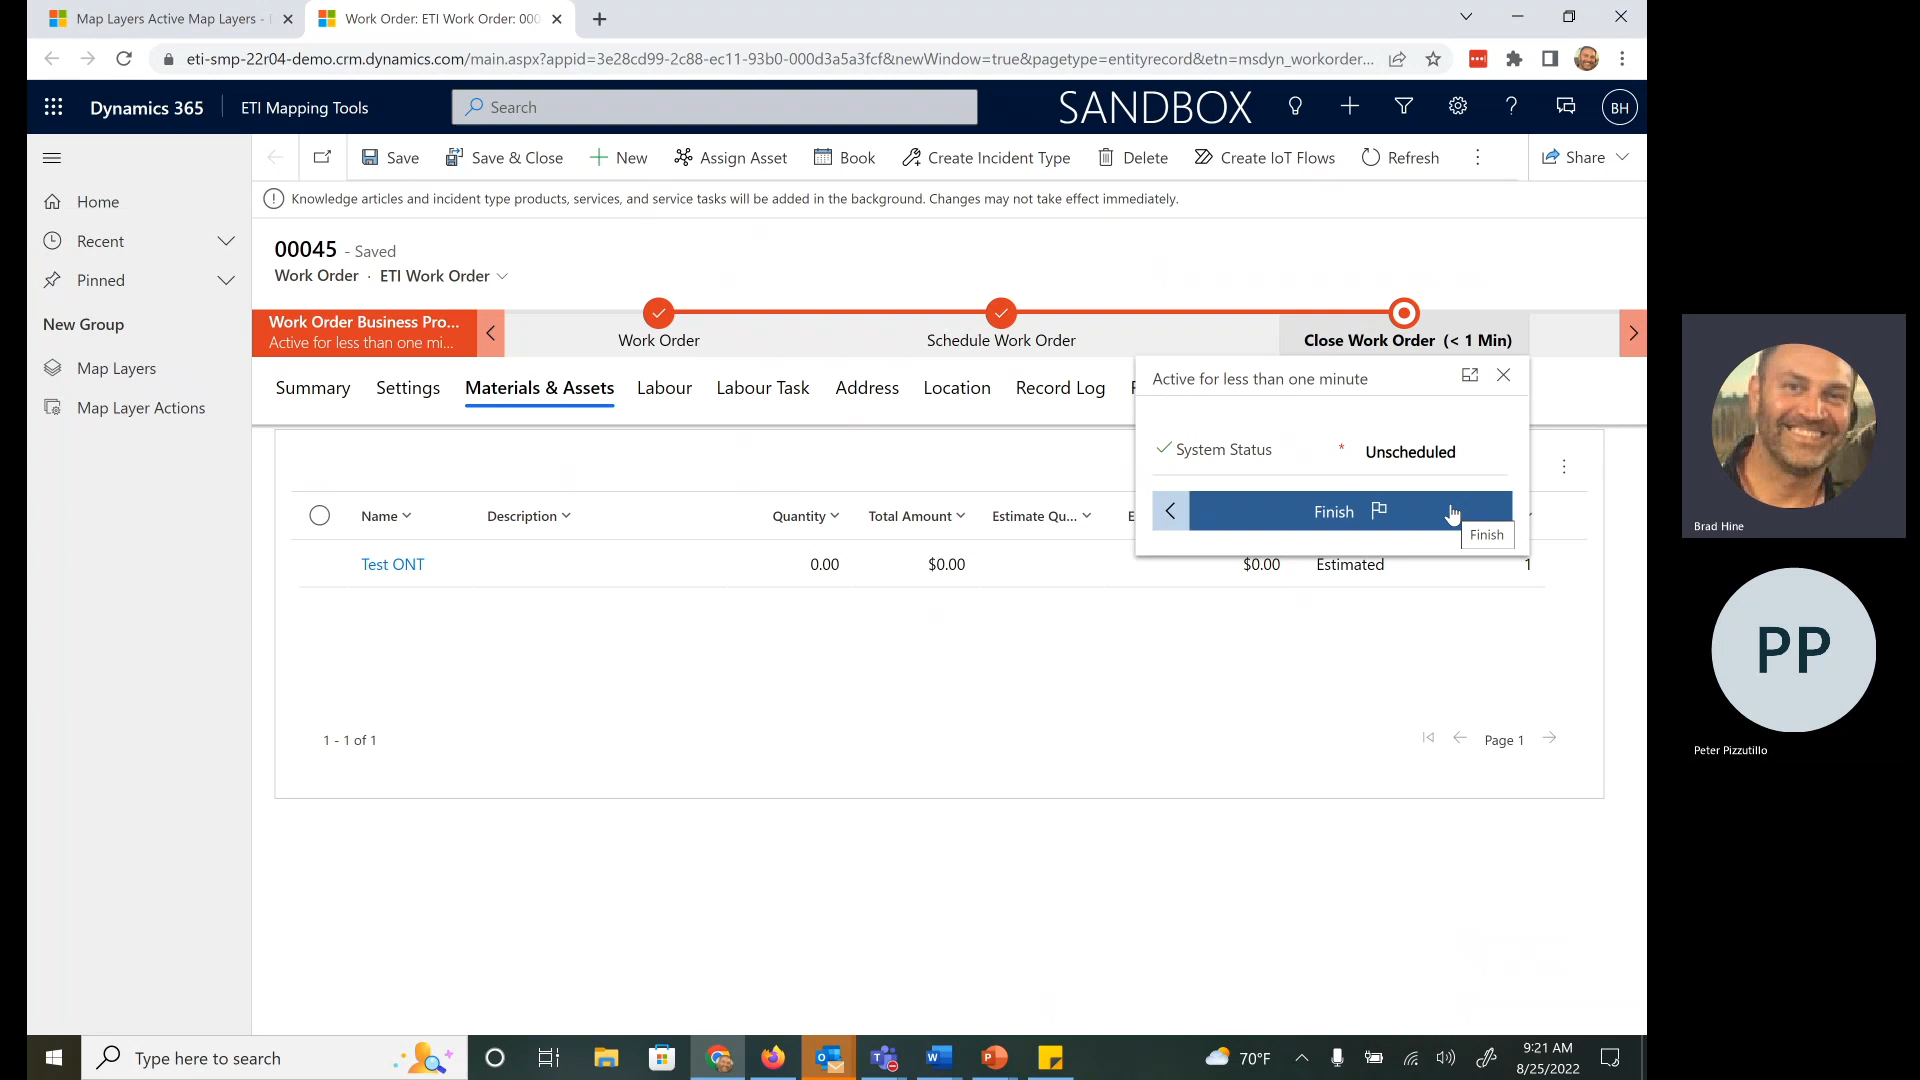 Map Layers Active Map Layers -
Work Order: ETI Work Order: 000
eti-smp-22r04-demo.crm.dynamics.com/main.aspx?appid=3e28cd99-2c88-ec11-93b0-000d3a5a3fcf&newWindow=true&pagetype=entityrecord&etn=msdyn_workorder...
Dynamics 365
ETI Mapping Tools
Search
SANDBOX
BH
Save
Save & Close
New
Assign Asset
Book
Create Incident Type
Delete
Create IoT Flows
Refresh
Share
Home
Recent
Pinned
New Group
Map Layers
Map Layer Actions
Knowledge articles and incident type products, services, and service tasks will be added in the background. Changes may not take effect immediately.
00045 - Saved
Work Order · ETI Work Order
Work Order Business Pro...
Active for less than one mi...
Work Order
Schedule Work Order
Close Work Order (< 1 Min)
Summary
Settings
Materials & Assets
Labour
Labour Task
Address
Location
Record Log
Active for less than one minute
System Status
*
Unscheduled
Finish
Finish
Name
Description
Quantity
Total Amount
Estimate Qu...
Test ONT
0.00
$0.00
$0.00
Estimated
1
1 - 1 of 1
Page 1
Brad Hine
PP
Peter Pizzutillo
Type here to search
70°F
9:21 AM
8/25/2022